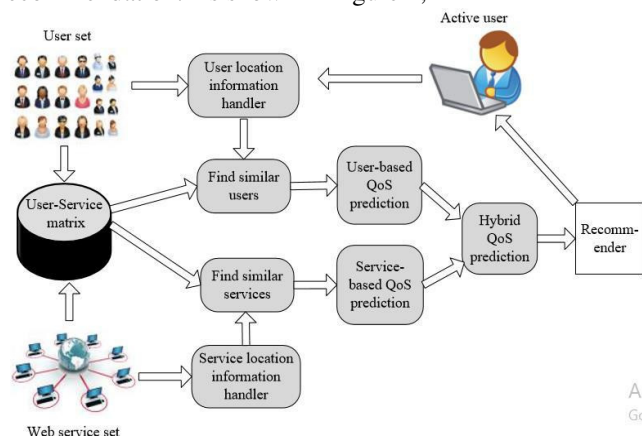 User set
Active user
User location
information
handler
User-Service
matrix
Find similar
users
User-based
QoS
prediction
Hybrid
QoS
prediction
Recomm-
ender
Find similar
services
Service-
based QoS
prediction
Service location
information
handler
Web service set
A